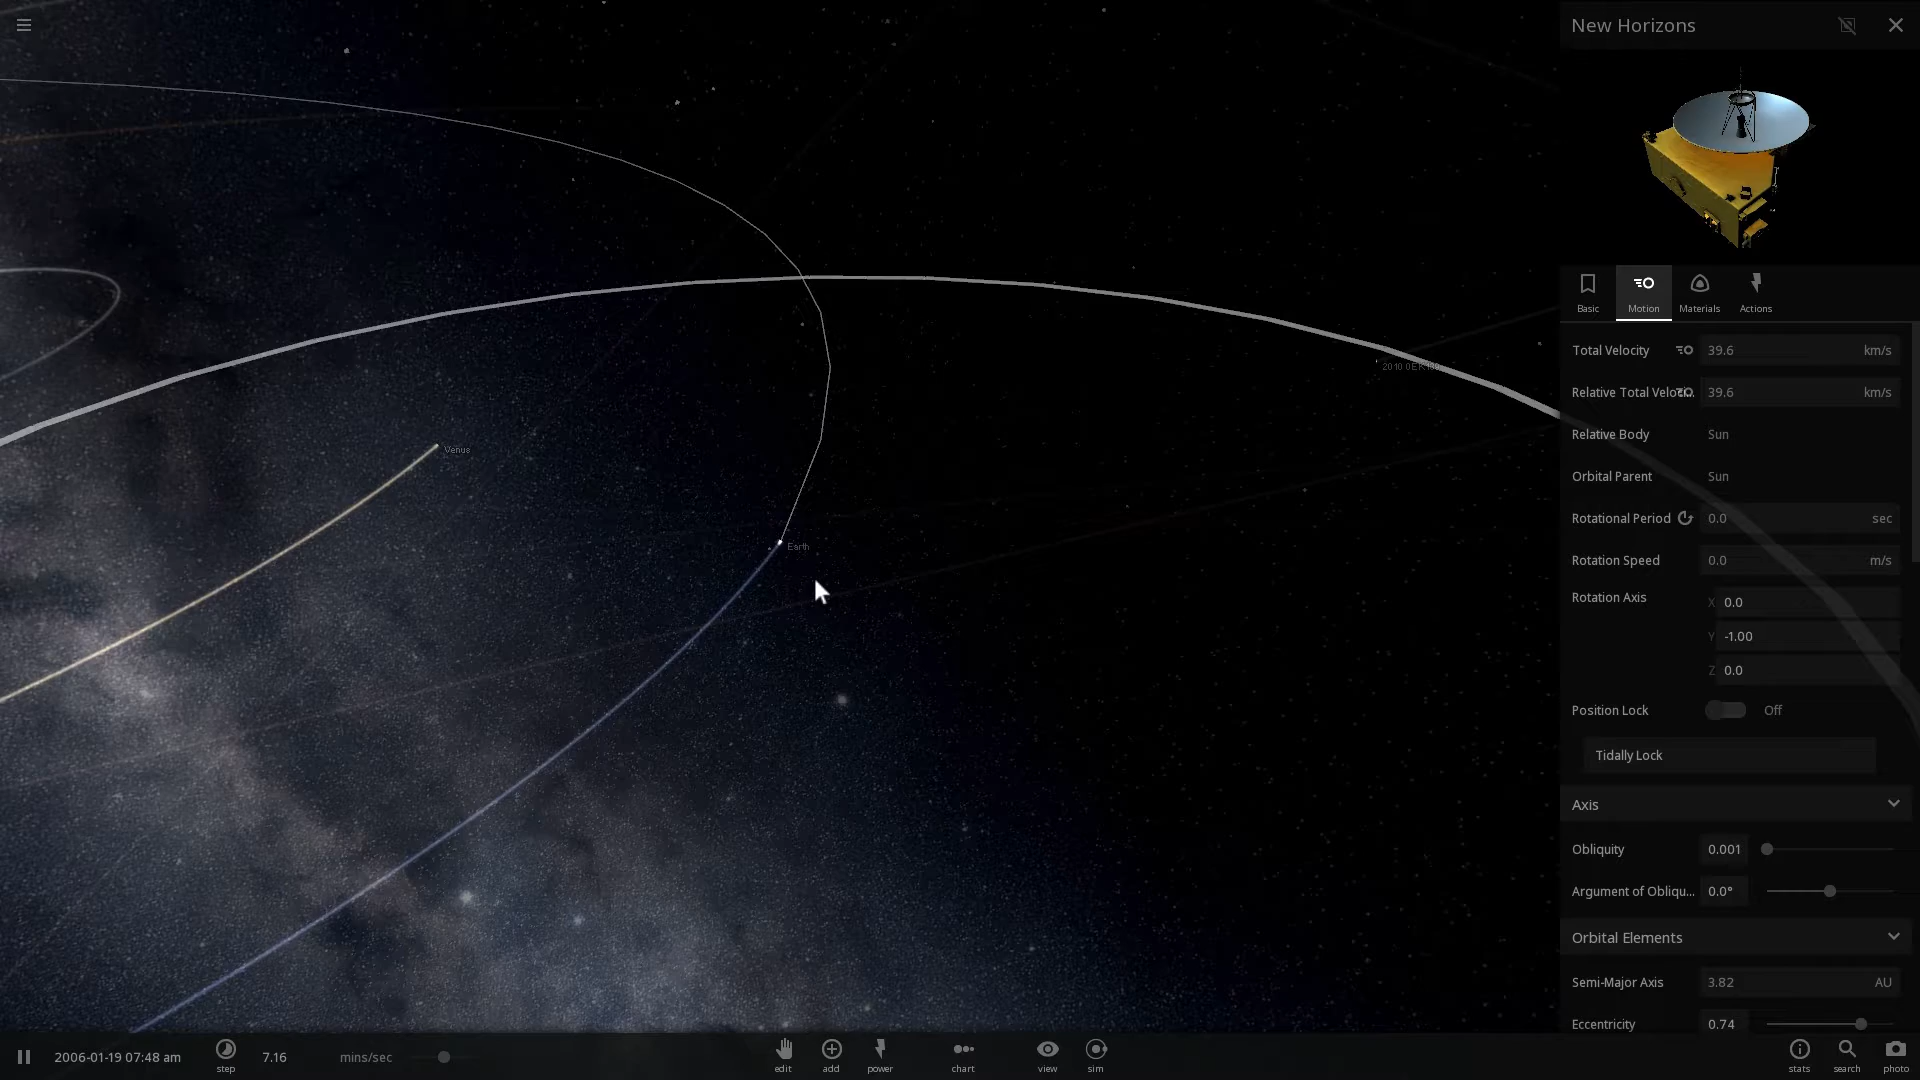 New Horizons
Basic
Motion
Materials
Actions
Total Velocity 39.6 km/s
Relative Total Veloci... 39.6 km/s
Relative Body Sun
Orbital Parent Sun
Rotational Period 0.0 sec
Rotation Speed 0.0 m/s
Rotation Axis X 0.0
Y -1.00
Z 0.0
Position Lock Off
Tidally Lock
Axis
Obliquity 0.001
Argument of Obliqu... 0.0°
Orbital Elements
Semi-Major Axis 3.82 AU
Eccentricity 0.74
Venus
Earth
2006-01-19 07:48 am
step
7.16 mins/sec
edit
add
power
chart
view
sim
stats
search
photo